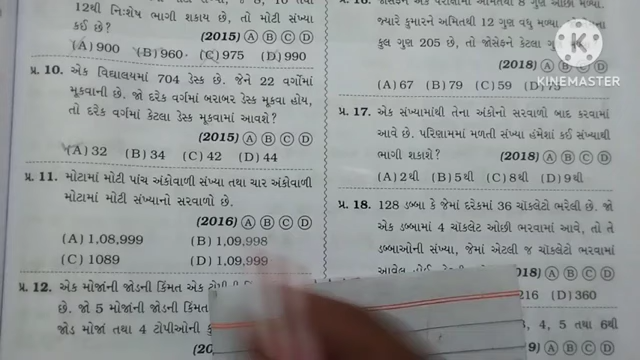 12થી નિઃશેષ ભાગી શકાય છે, તો મોટી સંખ્યા
કઈ છે?
(2015) Ⓐ Ⓑ Ⓒ Ⓓ
(A) 900 (B) 960 (C) 975 (D) 990
પ્ર. 10. એક વિદ્યાલયમાં 704 ડેસ્ક છે. જેને 22 વર્ગોમાં
મૂકવાની છે. જો દરેક વર્ગમાં બરાબર ડેસ્ક મૂકવા હોય,
તો દરેક વર્ગમાં કેટલા ડેસ્ક મૂકવામાં આવશે?
(2015) Ⓐ Ⓑ Ⓒ Ⓓ
(A) 32 (B) 34 (C) 42 (D) 44
પ્ર. 11. મોટામાં મોટી પાંચ અંકોવાળી સંખ્યા તથા ચાર અંકોવાળી
મોટામાં મોટી સંખ્યાનો સરવાળો છે.
(2016) Ⓐ Ⓑ Ⓒ Ⓓ
(A) 1,08,999 (B) 1,09,998
(C) 1089 (D) 1,09,999
પ્ર. 12. એક મોજાંની જોડની કિંમત એક
છે. જો 5 મોજાંની જોડની કિંમત
જોડ મોજાં તથા 4 ટોપીઓની
જ્યારે કુમારને અમિતથી 12 ગુણ વધુ
કુલ ગુણ 205 છે, તો જોસેફને કેટલા
(2018) Ⓐ Ⓑ Ⓒ Ⓓ
(A) 67 (B) 79 (C) 59 (D)
KINEMASTER
પ્ર. 17. એક સંખ્યામાંથી તેના અંકોનો સરવાળો બાદ કરવામાં
આવે છે. પરિણામમાં મળતી સંખ્યા હંમેશાં કઈ સંખ્યાથી
ભાગી શકાશે? (2018) Ⓐ Ⓑ Ⓒ Ⓓ
(A) 2થી (B) 5થી (C) 8થી (D) 9થી
પ્ર. 18. 128 ડબ્બા કે જેમાં દરેકમાં 36 ચૉકલેટો ભરેલી છે. જો
એક ડબ્બામાં 4 ચૉકલેટ ઓછી ભરવામાં આવે, તો તે
ડબ્બાઓની સંખ્યા, જેમાં એટલી જ ચૉકલેટો ભરવામાં
Ⓐ Ⓑ Ⓒ Ⓓ
216 (D) 360
3, 4, 5 તથા 6થી
Ⓐ Ⓑ Ⓒ Ⓓ